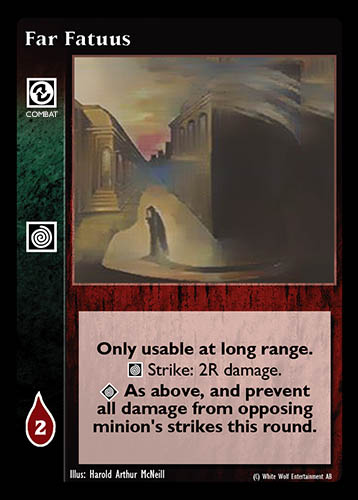 Far Fatuus
COMBAT
Only usable at long range.
Strike: 2R damage.
As above, and prevent
all damage from opposing
minion's strikes this round.
2
Illus: Harold Arthur McNeill
(C) White Wolf Entertainment AB